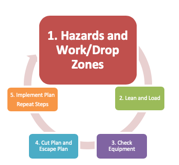 1. Hazards and
Work/Drop
Zones
2. Lean and Load
3. Check
Equipment
4. Cut Plan and
Escape Plan
5. Implement Plan
Repeat Steps